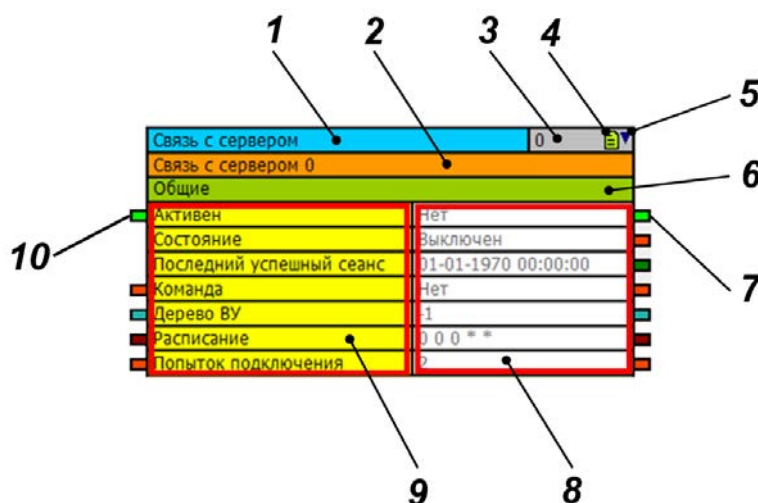 1 2 3 4 5
Связь с сервером 0
Связь с сервером 0
Общие 6
Активен Нет
Состояние Выключен
Последний успешный сеанс 01-01-1970 00:00:00
Команда Нет
Дерево ВУ -1
Расписание 0 0 0 * *
Попыток подключения 2
10 7
9 8